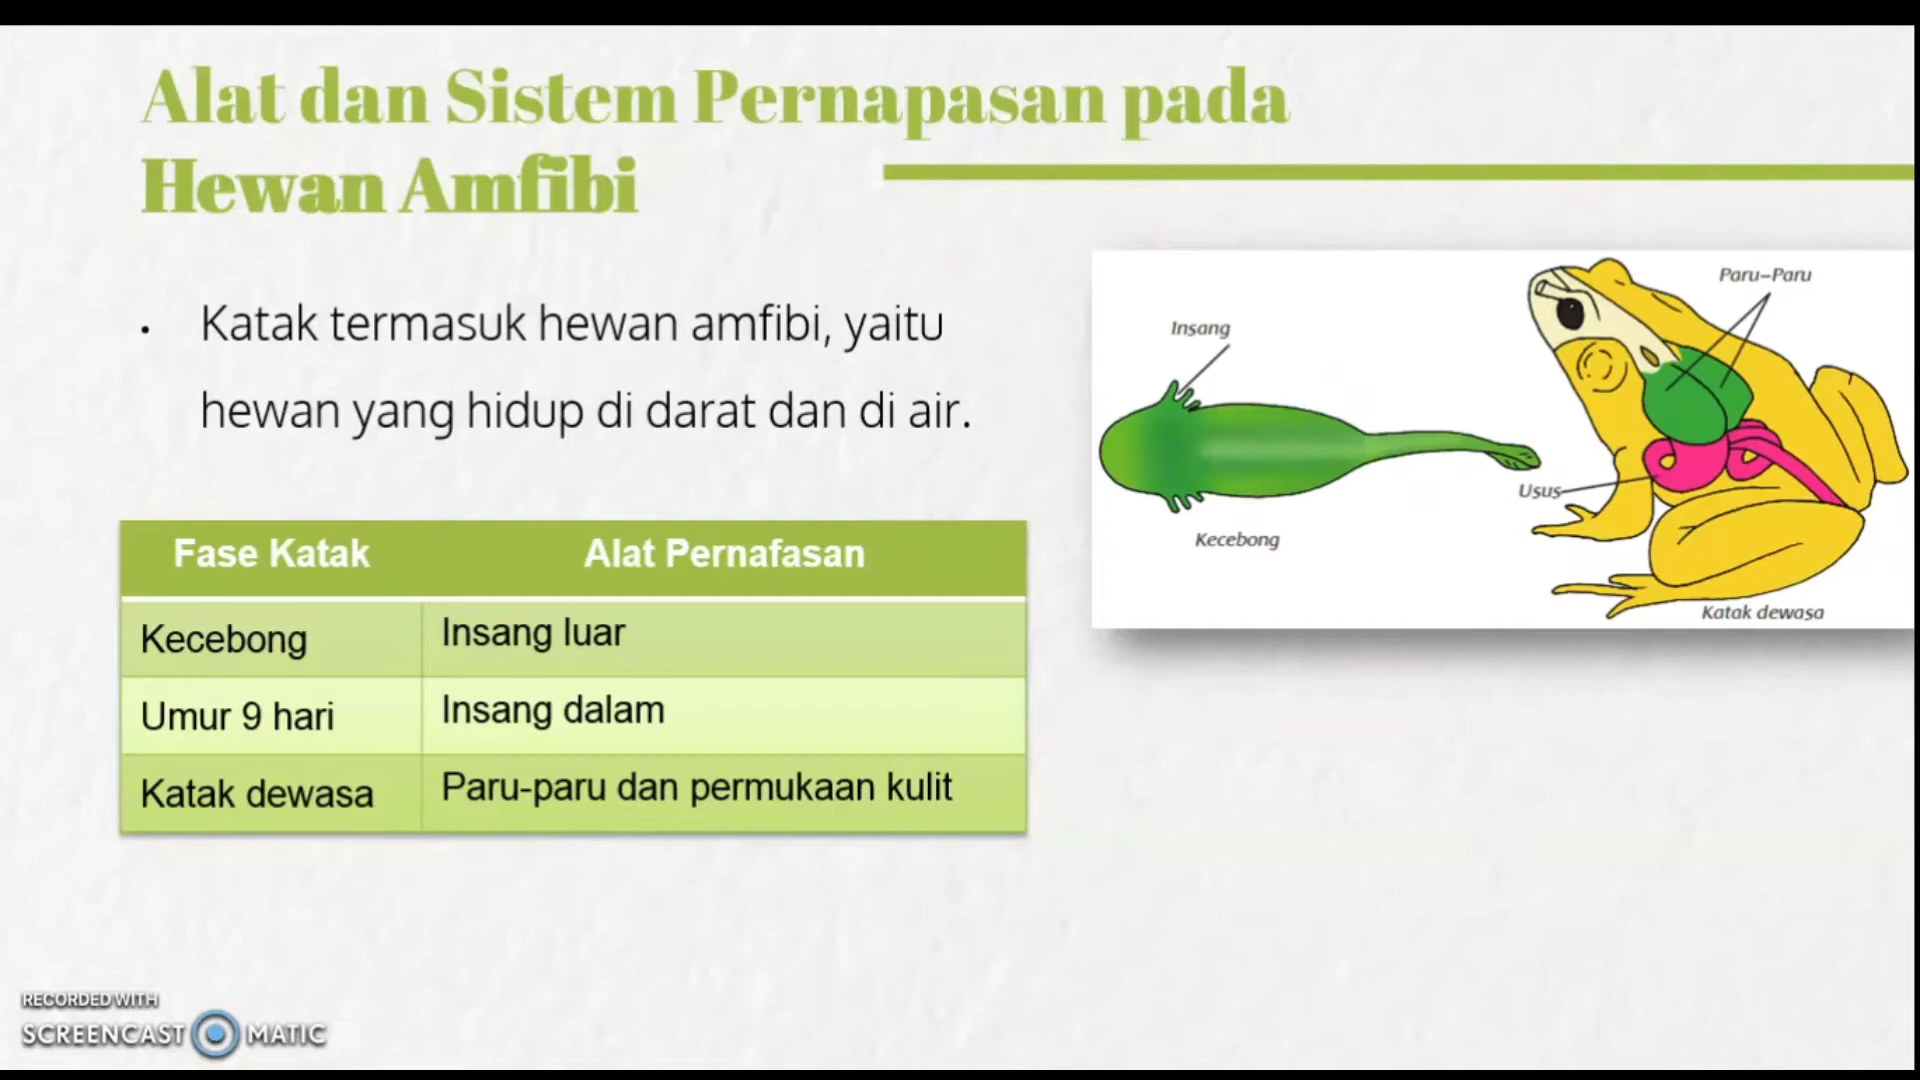 Alat dan Sistem Pernapasan pada
Hewan Amfibi
• Katak termasuk hewan amfibi, yaitu
hewan yang hidup di darat dan di air.
Fase Katak Alat Pernafasan
Kecebong Insang luar
Umur 9 hari Insang dalam
Katak dewasa Paru-paru dan permukaan kulit
Paru-Paru
Insang
Usus
Kecebong
Katak dewasa
RECORDED WITH
SCREENCAST MATIC